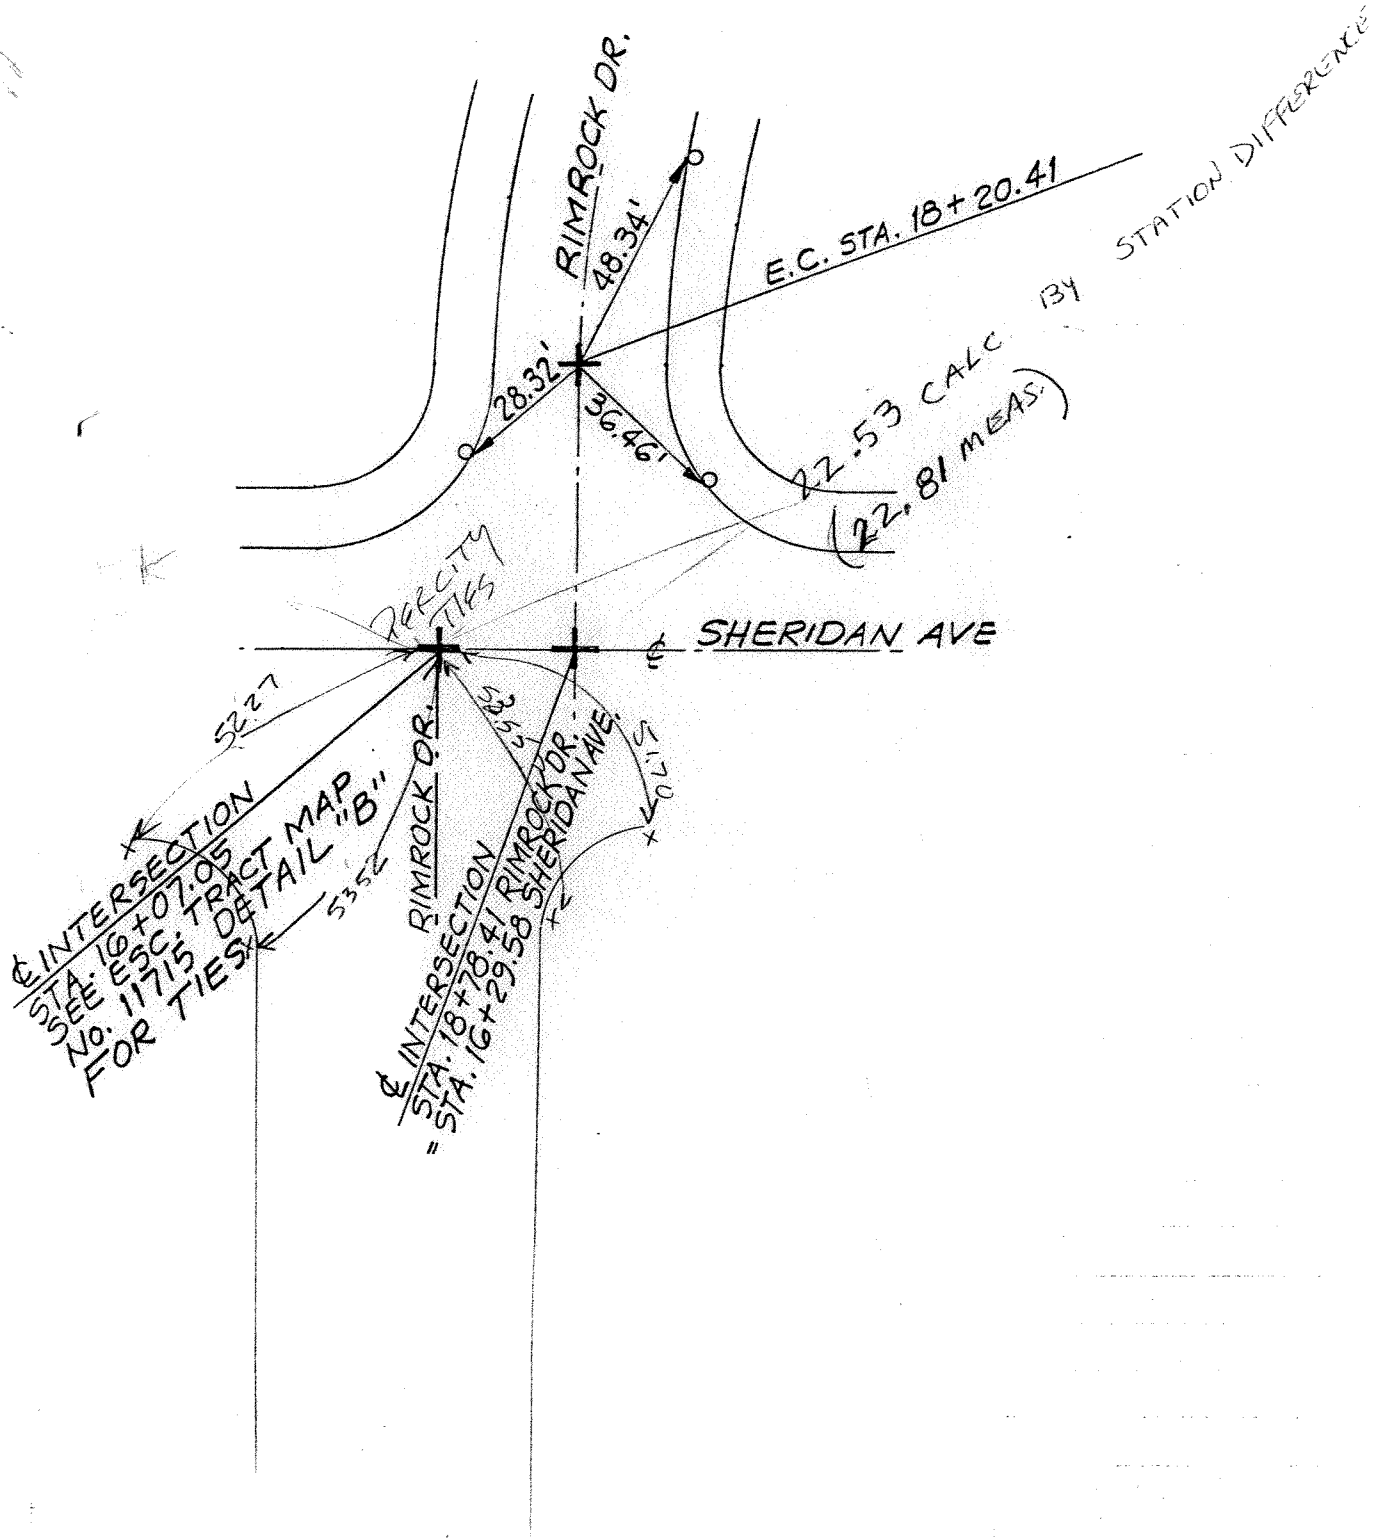 RIMROCK DR.
48.34'
E.C. STA. 18+20.41
28.32'
36.46'
22.53 CALC. BY STATION DIFFERENCE
(22.81 MEAS.)
PER CITY
TIES
℄ SHERIDAN AVE
52.27
51.70
RIMROCK DR.
℄ INTERSECTION
STA. 16+07.05
SEE ESC. TRACT MAP
No. 11715 DETAIL "B"
FOR TIES
℄ INTERSECTION
STA. 18+78.41 RIMROCK DR.
= STA. 16+29.58 SHERIDAN AVE.